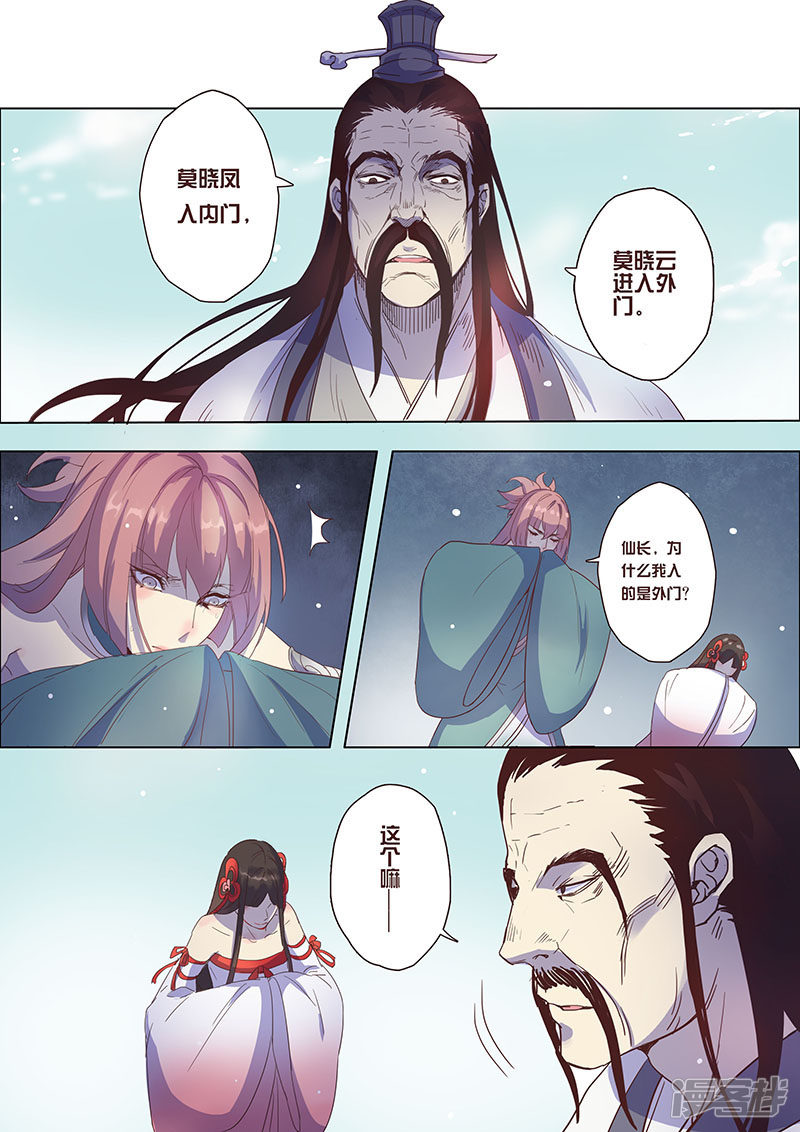 莫晓凤
入内门，
莫晓云
进入外
门。
仙长，为
什么我入
的是外门？
这
个
嘛
——
漫客栈